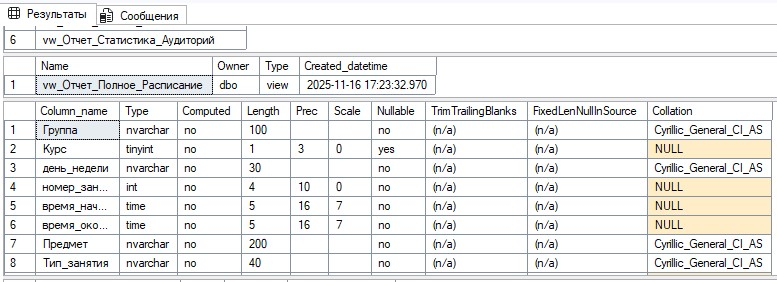 Результаты Сообщения
6 vw_Отчет_Статистика_Аудиторий
Name Owner Type Created_datetime
1 vw_Отчет_Полное_Расписание dbo view 2025-11-16 17:23:32.970
Column_name Type Computed Length Prec Scale Nullable TrimTrailingBlanks FixedLenNullInSource Collation
1 Группа nvarchar no 100 no (n/a) (n/a) Cyrillic_General_CI_AS
2 Курс tinyint no 1 3 0 yes (n/a) (n/a) NULL
3 день_недели nvarchar no 30 no (n/a) (n/a) Cyrillic_General_CI_AS
4 номер_зан... int no 4 10 0 no (n/a) (n/a) NULL
5 время_нач... time no 5 16 7 no (n/a) (n/a) NULL
6 время_око... time no 5 16 7 no (n/a) (n/a) NULL
7 Предмет nvarchar no 200 no (n/a) (n/a) Cyrillic_General_CI_AS
8 Тип_занятия nvarchar no 40 no (n/a) (n/a) Cyrillic_General_CI_AS